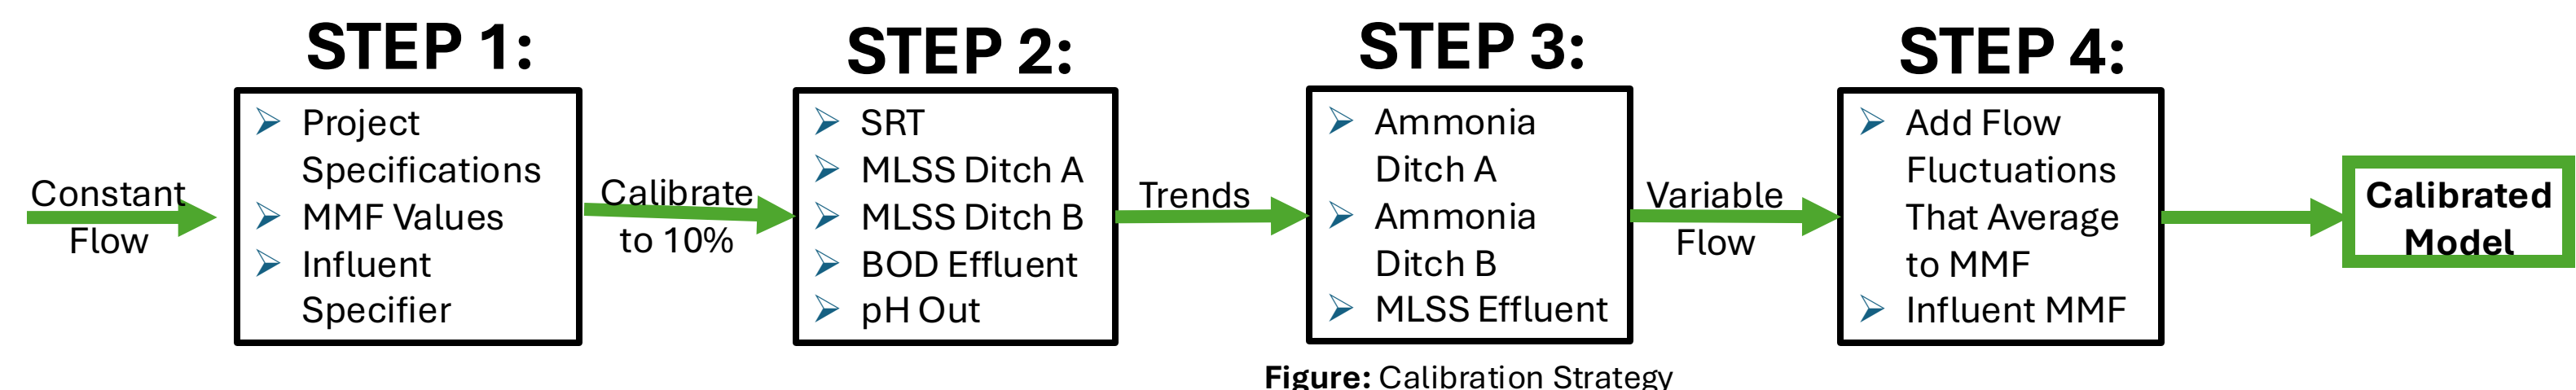 Constant
Flow
STEP 1:
Project
Specifications
MMF Values
Influent
Specifier
Calibrate
to 10%
STEP 2:
SRT
MLSS Ditch A
MLSS Ditch B
BOD Effluent
pH Out
Trends
STEP 3:
Ammonia
Ditch A
Ammonia
Ditch B
MLSS Effluent
Variable
Flow
STEP 4:
Add Flow
Fluctuations
That Average
to MMF
Influent MMF
Calibrated
Model
Figure: Calibration Strategy